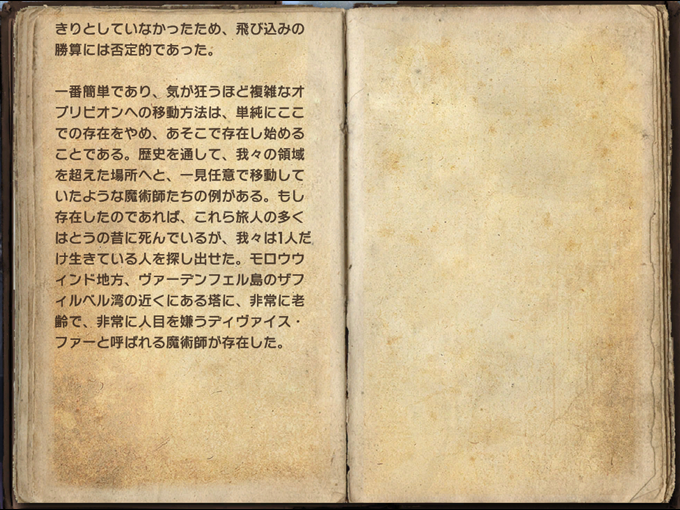 きりとしていなかったため、飛び込みの
勝算には否定的であった。
一番簡単であり、気が狂うほど複雑なオ
ブリビオンへの移動方法は、単純にここ
での存在をやめ、あそこで存在し始める
ことである。歴史を通して、我々の領域
を超えた場所へと、一見任意で移動して
いたような魔術師たちの例がある。もし
存在したのであれば、これら旅人の多く
はとうの昔に死んでいるが、我々は1人だ
け生きている人を探し出せた。モロウウ
ィンド地方、ヴァーデンフェル島のザフ
ィルベル湾の近くにある塔に、非常に老
齢で、非常に人目を嫌うディヴァイス・
ファーと呼ばれる魔術師が存在した。